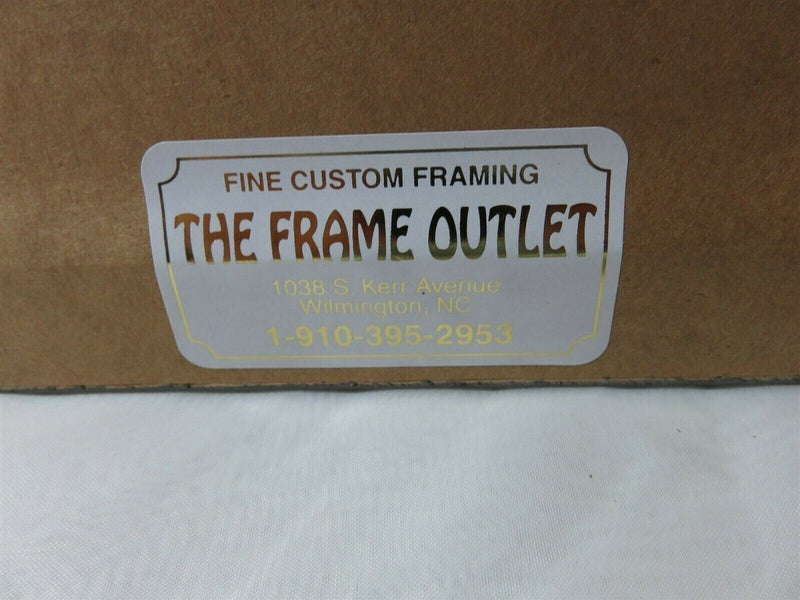 FINE CUSTOM FRAMING
THE FRAME OUTLET
1038 S. Kerr Avenue
Wilmington, NC
1-910-395-2953